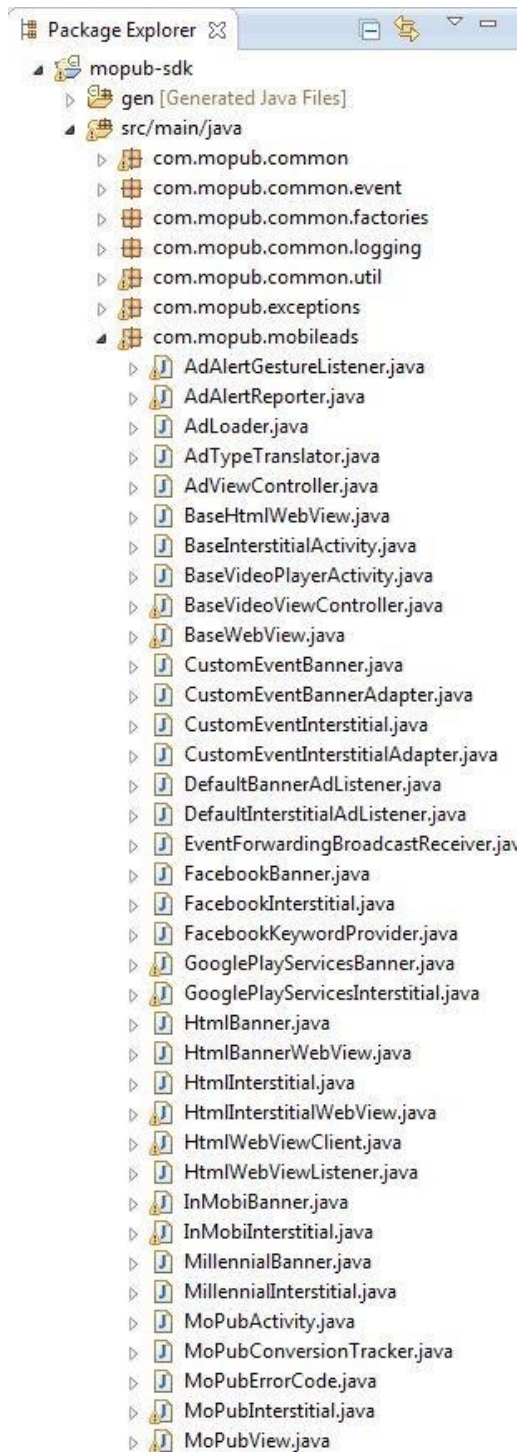 Package Explorer
mopub-sdk
gen [Generated Java Files]
src/main/java
com.mopub.common
com.mopub.common.event
com.mopub.common.factories
com.mopub.common.logging
com.mopub.common.util
com.mopub.exceptions
com.mopub.mobileads
AdAlertGestureListener.java
AdAlertReporter.java
AdLoader.java
AdTypeTranslator.java
AdViewController.java
BaseHtmlWebView.java
BaseInterstitialActivity.java
BaseVideoPlayerActivity.java
BaseVideoViewController.java
BaseWebView.java
CustomEventBanner.java
CustomEventBannerAdapter.java
CustomEventInterstitial.java
CustomEventInterstitialAdapter.java
DefaultBannerAdListener.java
DefaultInterstitialAdListener.java
EventForwardingBroadcastReceiver.jav
FacebookBanner.java
FacebookInterstitial.java
FacebookKeywordProvider.java
GooglePlayServicesBanner.java
GooglePlayServicesInterstitial.java
HtmlBanner.java
HtmlBannerWebView.java
HtmlInterstitial.java
HtmlInterstitialWebView.java
HtmlWebViewClient.java
HtmlWebViewListener.java
InMobiBanner.java
InMobiInterstitial.java
MillennialBanner.java
MillennialInterstitial.java
MoPubActivity.java
MoPubConversionTracker.java
MoPubErrorCode.java
MoPubInterstitial.java
MoPubView.java